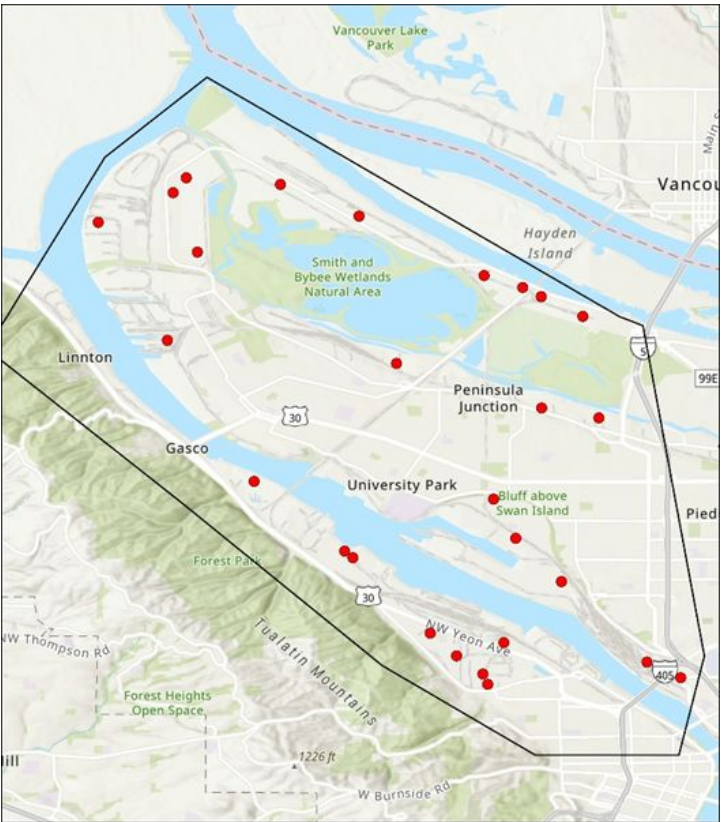 Vancouver Lake
Park
Main S
Vancou
Hayden
Island
Smith and
Bybee Wetlands
Natural Area
Linnton
5
99E
Peninsula
Junction
30
Gasco
University Park
Bluff above
Swan Island
Pied
Forest Park
30
NW Yeon Ave
NW Thompson Rd
Tualatin Mountains
405
Forest Heights
Open Space
1226 ft
ill
W Burnside Rd